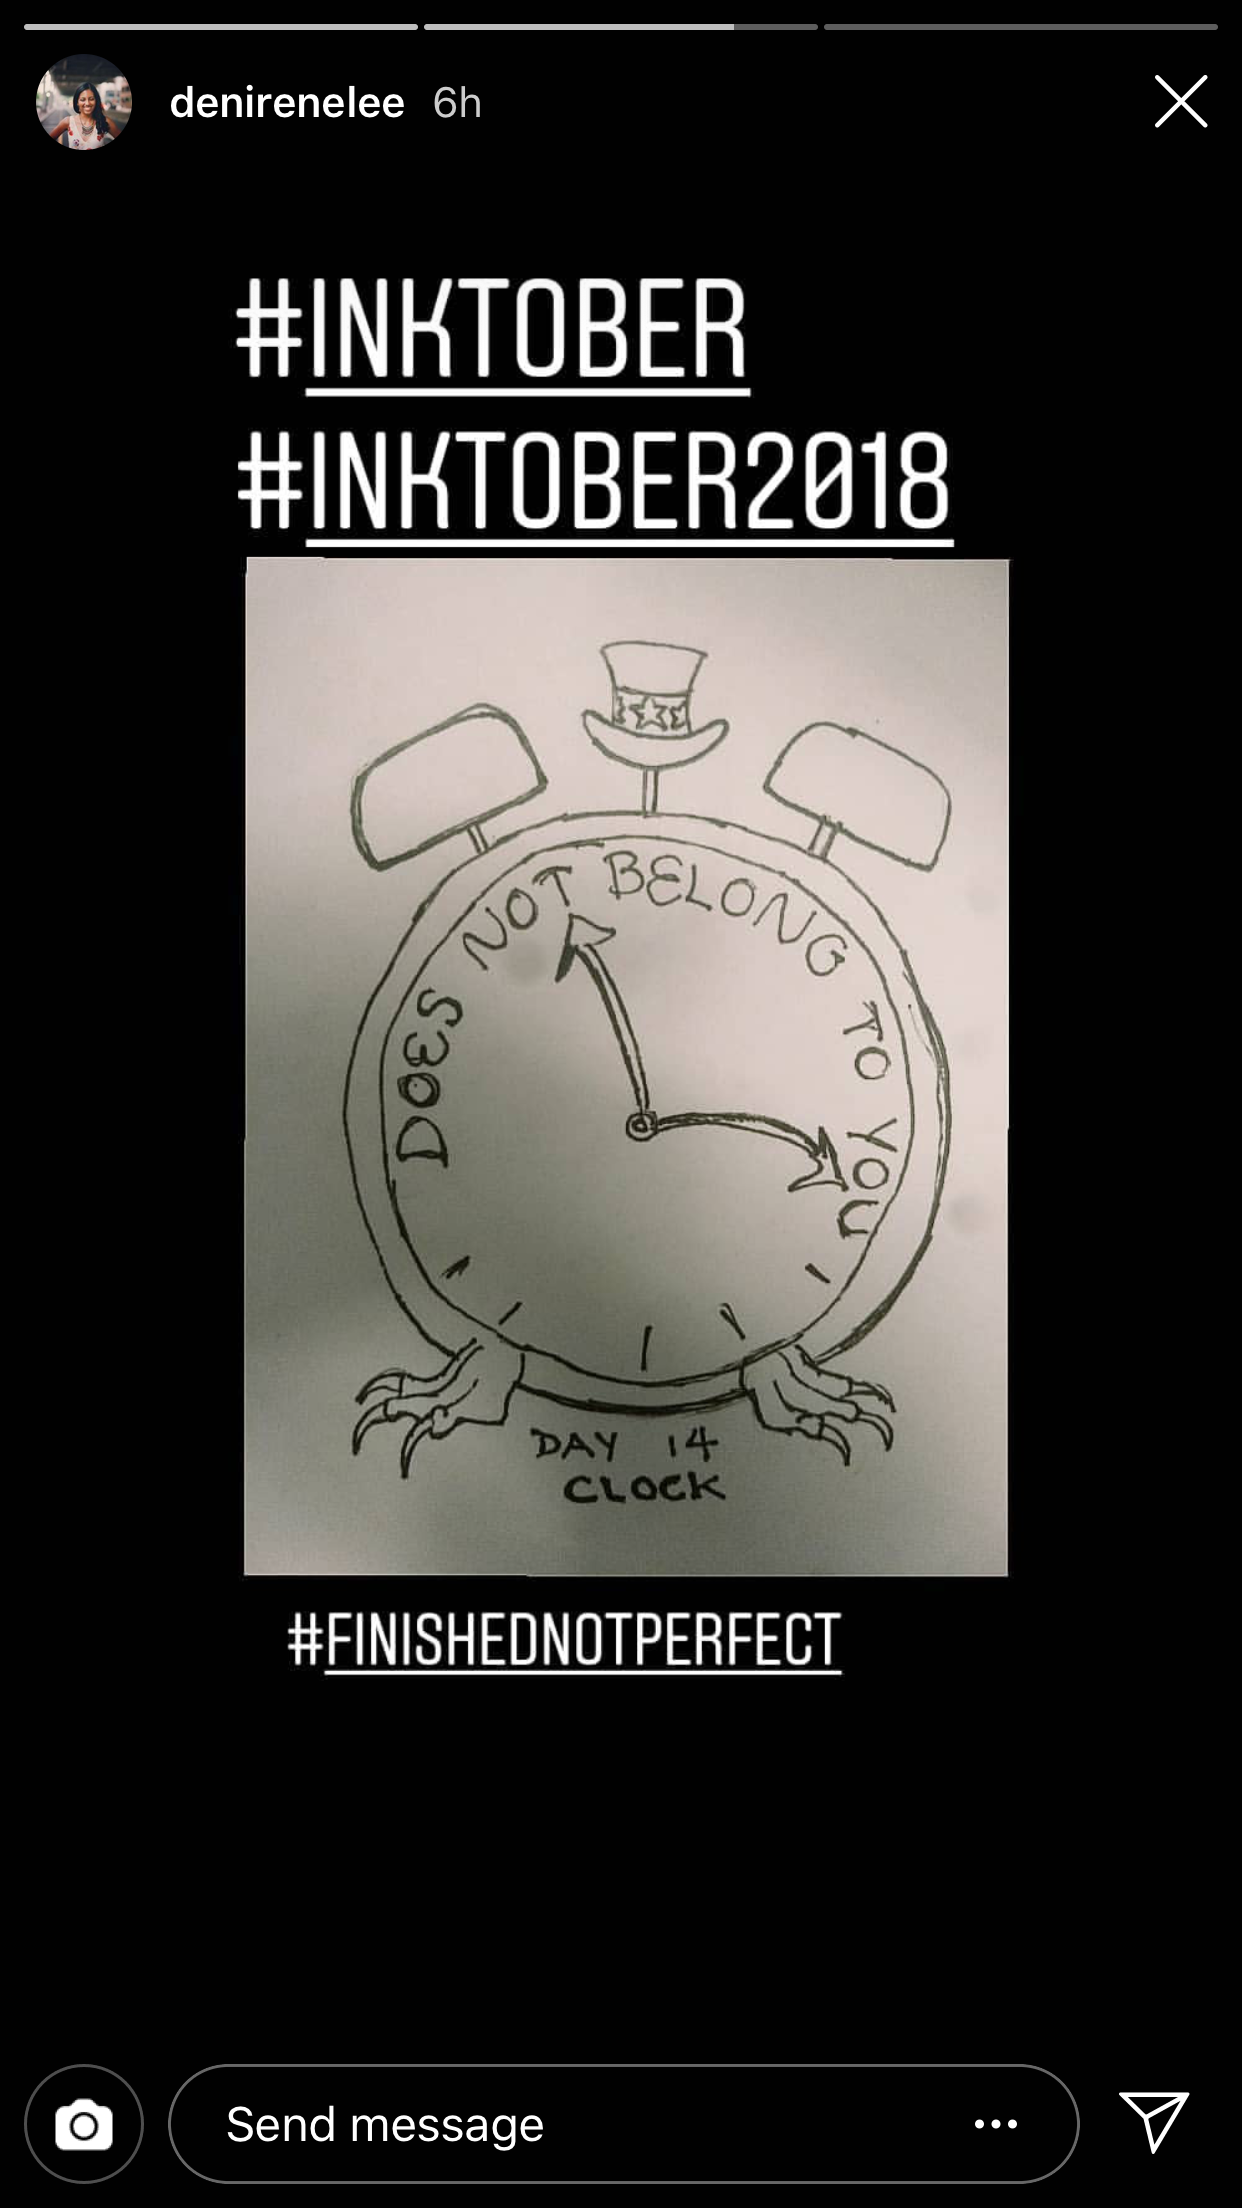 denirenelee 6h
#INKTOBER
#INKTOBER2018
DOES NOT BELONG TO YOU
DAY 14
CLOCK
#FINISHEDNOTPERFECT
Send message